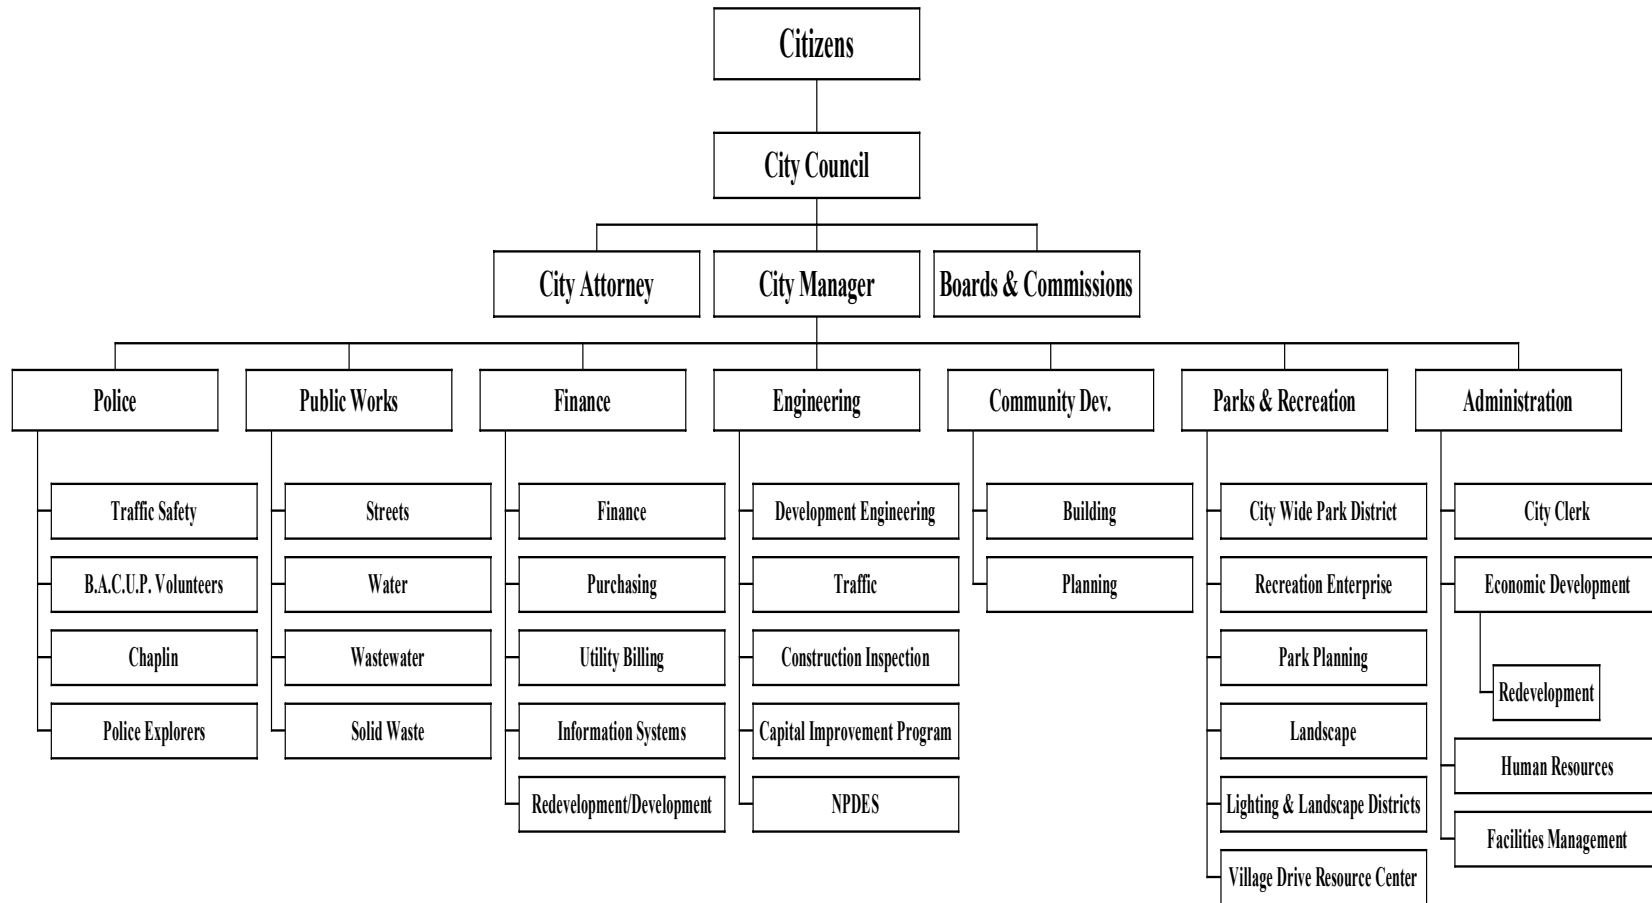 Citizens
City Council
City Attorney
City Manager
Boards & Commissions
Police
Public Works
Finance
Engineering
Community Dev.
Parks & Recreation
Administration
Traffic Safety
B.A.C.U.P. Volunteers
Chaplin
Police Explorers
Streets
Water
Wastewater
Solid Waste
Finance
Purchasing
Utility Billing
Information Systems
Redevelopment/Development
Development Engineering
Traffic
Construction Inspection
Capital Improvement Program
NPDES
Building
Planning
City Wide Park District
Recreation Enterprise
Park Planning
Landscape
Lighting & Landscape Districts
Village Drive Resource Center
City Clerk
Economic Development
Redevelopment
Human Resources
Facilities Management